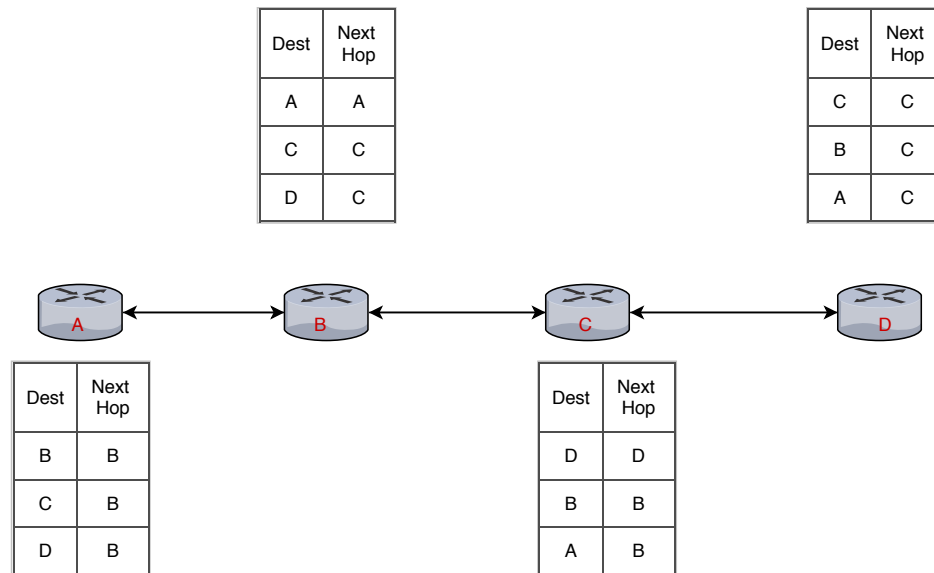 Dest Next Hop
A A
C C
D C
Dest Next Hop
C C
B C
A C
A B C D
Dest Next Hop
B B
C B
D B
Dest Next Hop
D D
B B
A B